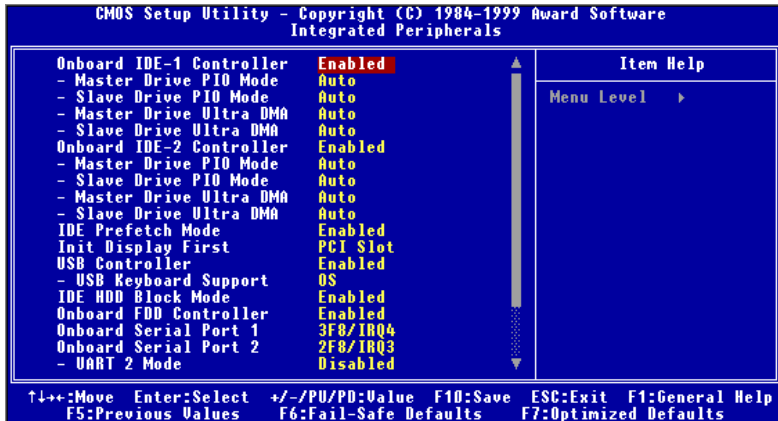 CMOS Setup Utility - Copyright (C) 1984-1999 Award Software
Integrated Peripherals
Onboard IDE-1 Controller Enabled
- Master Drive PIO Mode Auto
- Slave Drive PIO Mode Auto
- Master Drive Ultra DMA Auto
- Slave Drive Ultra DMA Auto
Onboard IDE-2 Controller Enabled
- Master Drive PIO Mode Auto
- Slave Drive PIO Mode Auto
- Master Drive Ultra DMA Auto
- Slave Drive Ultra DMA Auto
IDE Prefetch Mode Enabled
Init Display First PCI Slot
USB Controller Enabled
- USB Keyboard Support OS
IDE HDD Block Mode Enabled
Onboard FDD Controller Enabled
Onboard Serial Port 1 3F8/IRQ4
Onboard Serial Port 2 2F8/IRQ3
- UART 2 Mode Disabled
Item Help
Menu Level ▸
↑↓→←:Move Enter:Select +/-/PU/PD:Value F10:Save ESC:Exit F1:General Help
F5:Previous Values F6:Fail-Safe Defaults F7:Optimized Defaults